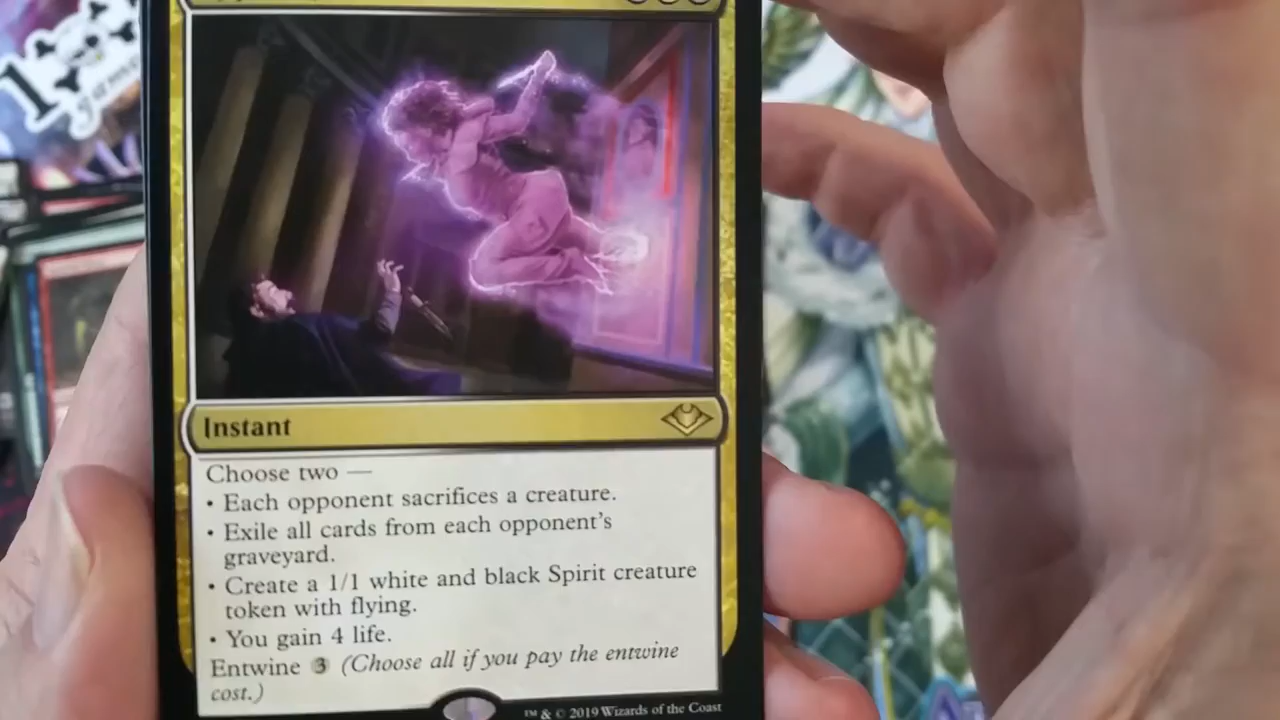 Instant
Choose two —
• Each opponent sacrifices a creature.
• Exile all cards from each opponent's
graveyard.
• Create a 1/1 white and black Spirit creature
token with flying.
• You gain 4 life.
Entwine 3 (Choose all if you pay the entwine
cost.)
™ & © 2019 Wizards of the Coast
1